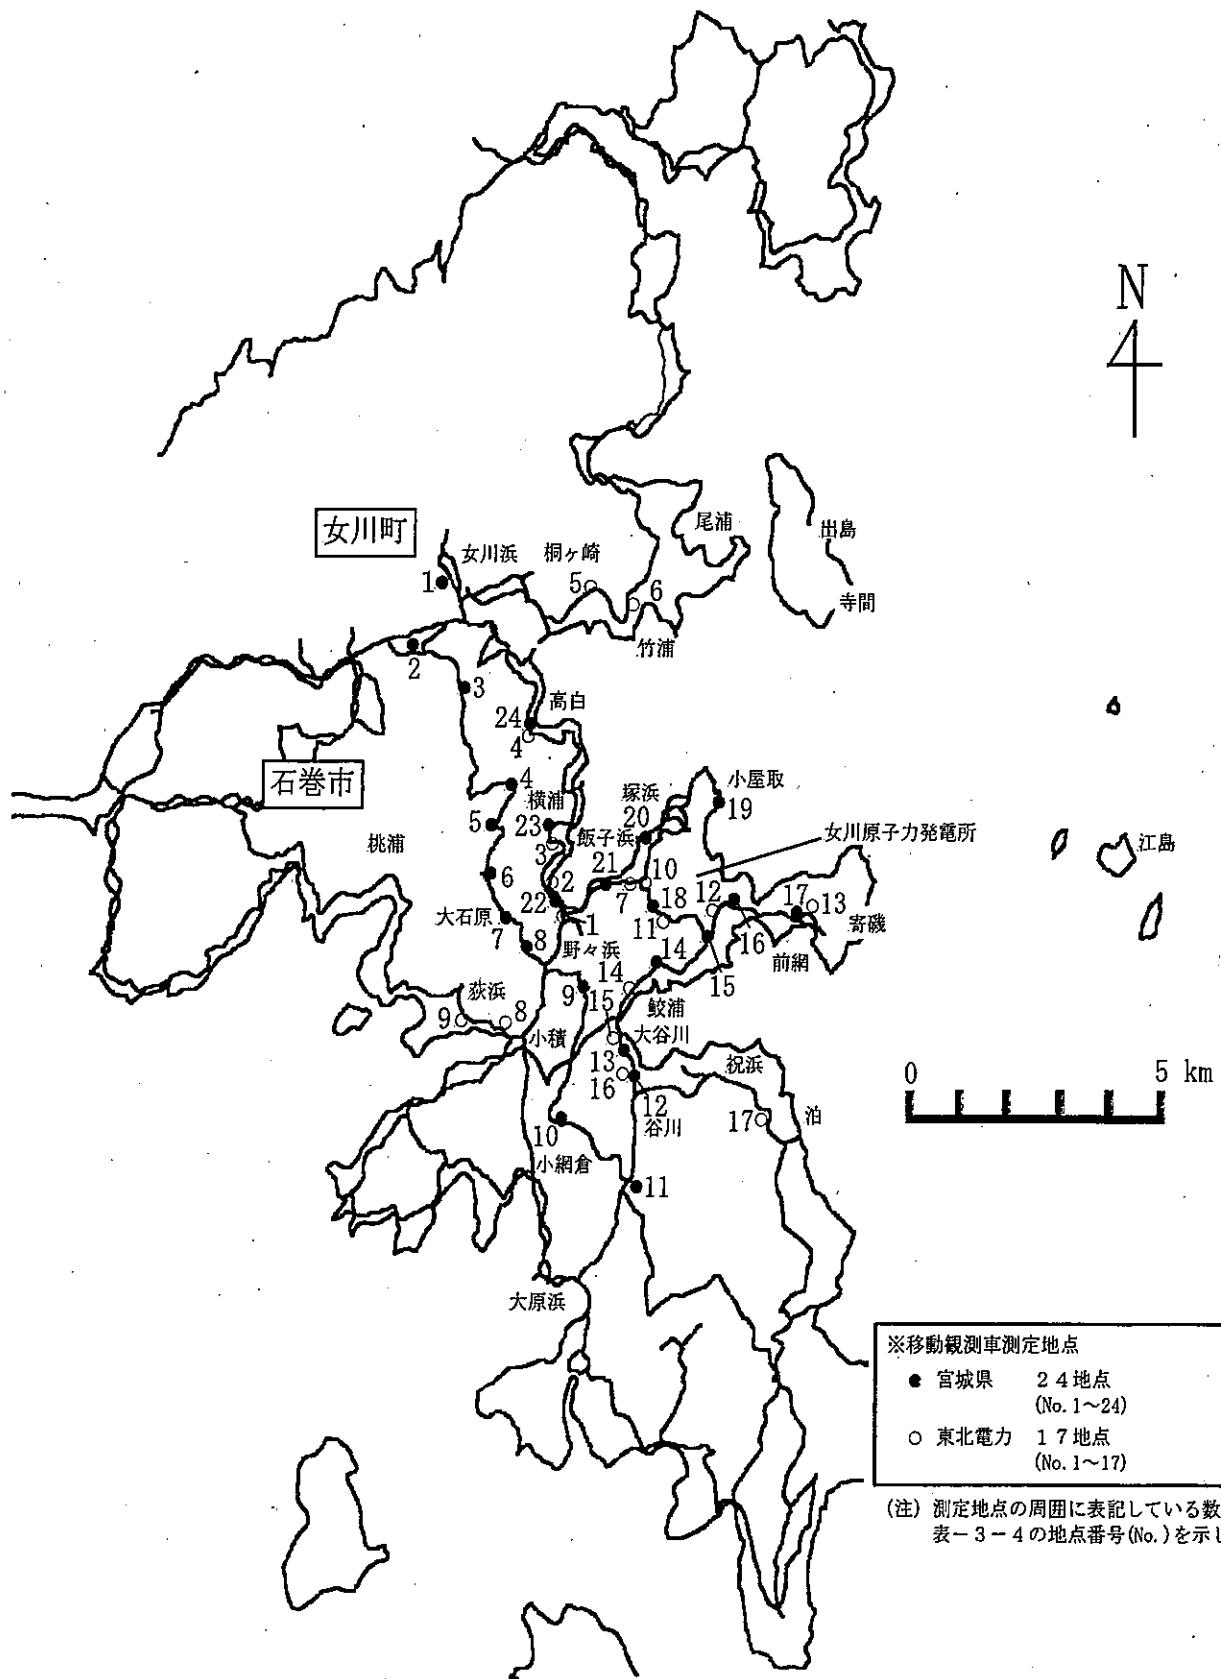 N
女川町
女川浜
桐ヶ崎
尾浦
出島
寺間
1
5
6
竹浦
2
3
高白
24
4
石巻市
4
横浦
塚浜
小屋取
19
5
23
飯子浜
20
女川原子力発電所
桃浦
3
江島
6
21
2
10
22
7
18
12
17
13
大石原
1
11
16
寄磯
7
8
野々浜
14
15
前網
9
14
15
鮫浦
荻浜
9
8
小積
大谷川
13
祝浜
16
0
5 km
12
谷川
17
泊
10
小網倉
11
大原浜
※移動観測車測定地点
● 宮城県 24地点
(No.1～24)
○ 東北電力 17地点
(No.1～17)
(注) 測定地点の周囲に表記している数
表－3－4の地点番号(No.)を示し